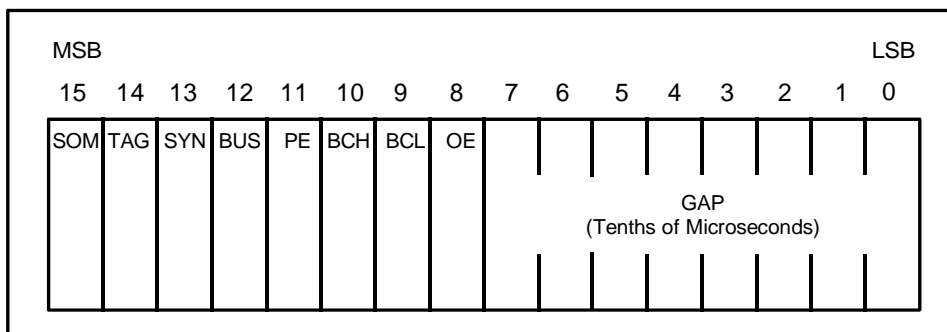 MSB LSB
15 14 13 12 11 10 9 8 7 6 5 4 3 2 1 0
SOM TAG SYN BUS PE BCH BCL OE
GAP
(Tenths of Microseconds)